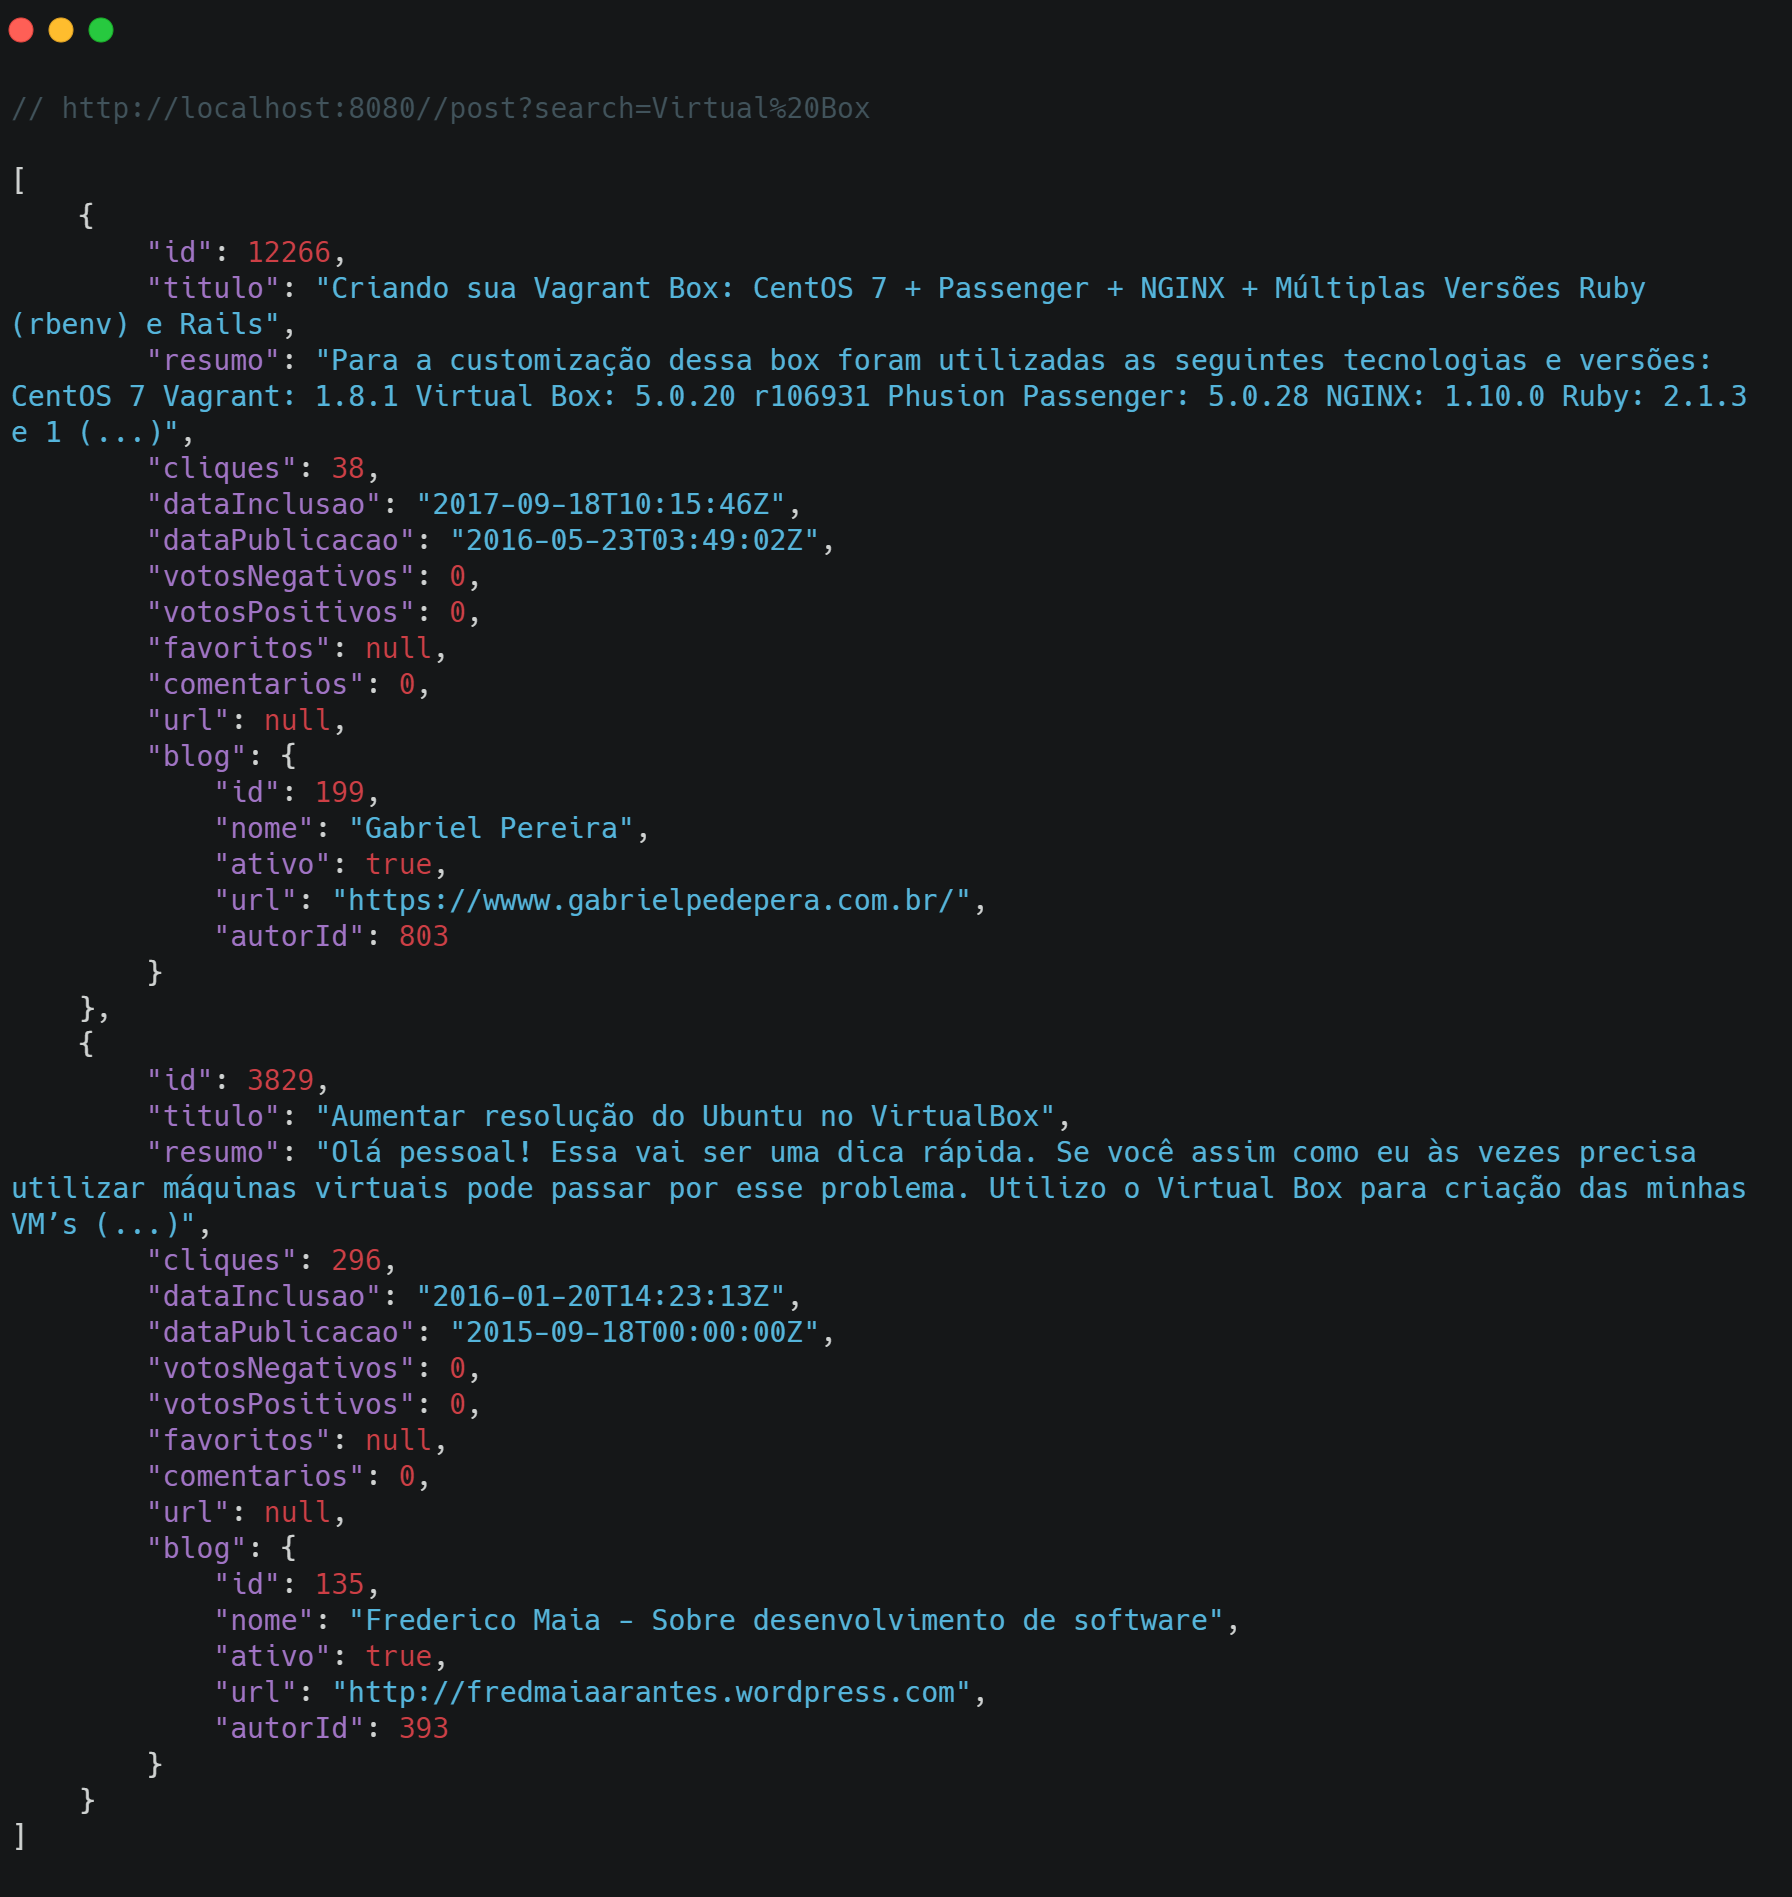 // http://localhost:8080//post?search=Virtual%20Box
[
{
"id": 12266,
"titulo": "Criando sua Vagrant Box: CentOS 7 + Passenger + NGINX + Múltiplas Versões Ruby
(rbenv) e Rails",
"resumo": "Para a customização dessa box foram utilizadas as seguintes tecnologias e versões:
CentOS 7 Vagrant: 1.8.1 Virtual Box: 5.0.20 r106931 Phusion Passenger: 5.0.28 NGINX: 1.10.0 Ruby: 2.1.3
e 1 (...)",
"cliques": 38,
"dataInclusao": "2017-09-18T10:15:46Z",
"dataPublicacao": "2016-05-23T03:49:02Z",
"votosNegativos": 0,
"votosPositivos": 0,
"favoritos": null,
"comentarios": 0,
"url": null,
"blog": {
"id": 199,
"nome": "Gabriel Pereira",
"ativo": true,
"url": "https://wwww.gabrielpedepera.com.br/",
"autorId": 803
}
},
{
"id": 3829,
"titulo": "Aumentar resolução do Ubuntu no VirtualBox",
"resumo": "Olá pessoal! Essa vai ser uma dica rápida. Se você assim como eu às vezes precisa
utilizar máquinas virtuais pode passar por esse problema. Utilizo o Virtual Box para criação das minhas
VM’s (...)",
"cliques": 296,
"dataInclusao": "2016-01-20T14:23:13Z",
"dataPublicacao": "2015-09-18T00:00:00Z",
"votosNegativos": 0,
"votosPositivos": 0,
"favoritos": null,
"comentarios": 0,
"url": null,
"blog": {
"id": 135,
"nome": "Frederico Maia - Sobre desenvolvimento de software",
"ativo": true,
"url": "http://fredmaiaarantes.wordpress.com",
"autorId": 393
}
}
]